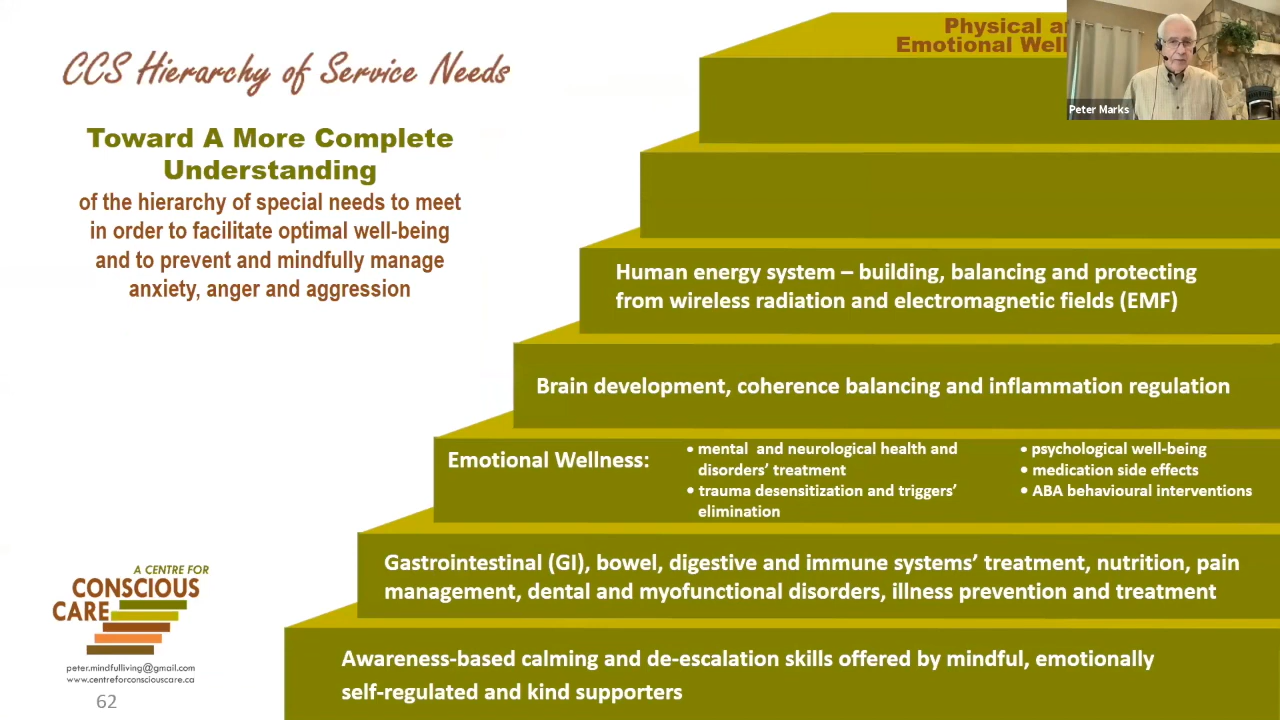 CCS Hierarchy of Service Needs
Toward A More Complete
Understanding
of the hierarchy of special needs to meet
in order to facilitate optimal well-being
and to prevent and mindfully manage
anxiety, anger and aggression
Physical
Emotional
Peter Marks
Human energy system – building, balancing and protecting
from wireless radiation and electromagnetic fields (EMF)
Brain development, coherence balancing and inflammation regulation
Emotional Wellness:
• mental and neurological health and
disorders’ treatment
• trauma desensitization and triggers’
elimination
• psychological well-being
• medication side effects
• ABA behavioural interventions
Gastrointestinal (GI), bowel, digestive and immune systems’ treatment, nutrition, pain
management, dental and myofunctional disorders, illness prevention and treatment
Awareness-based calming and de-escalation skills offered by mindful, emotionally
self-regulated and kind supporters
A CENTRE FOR
CONSCIOUS
CARE
peter.mindfulliving@gmail.com
www.centreforconsciouscare.ca
62